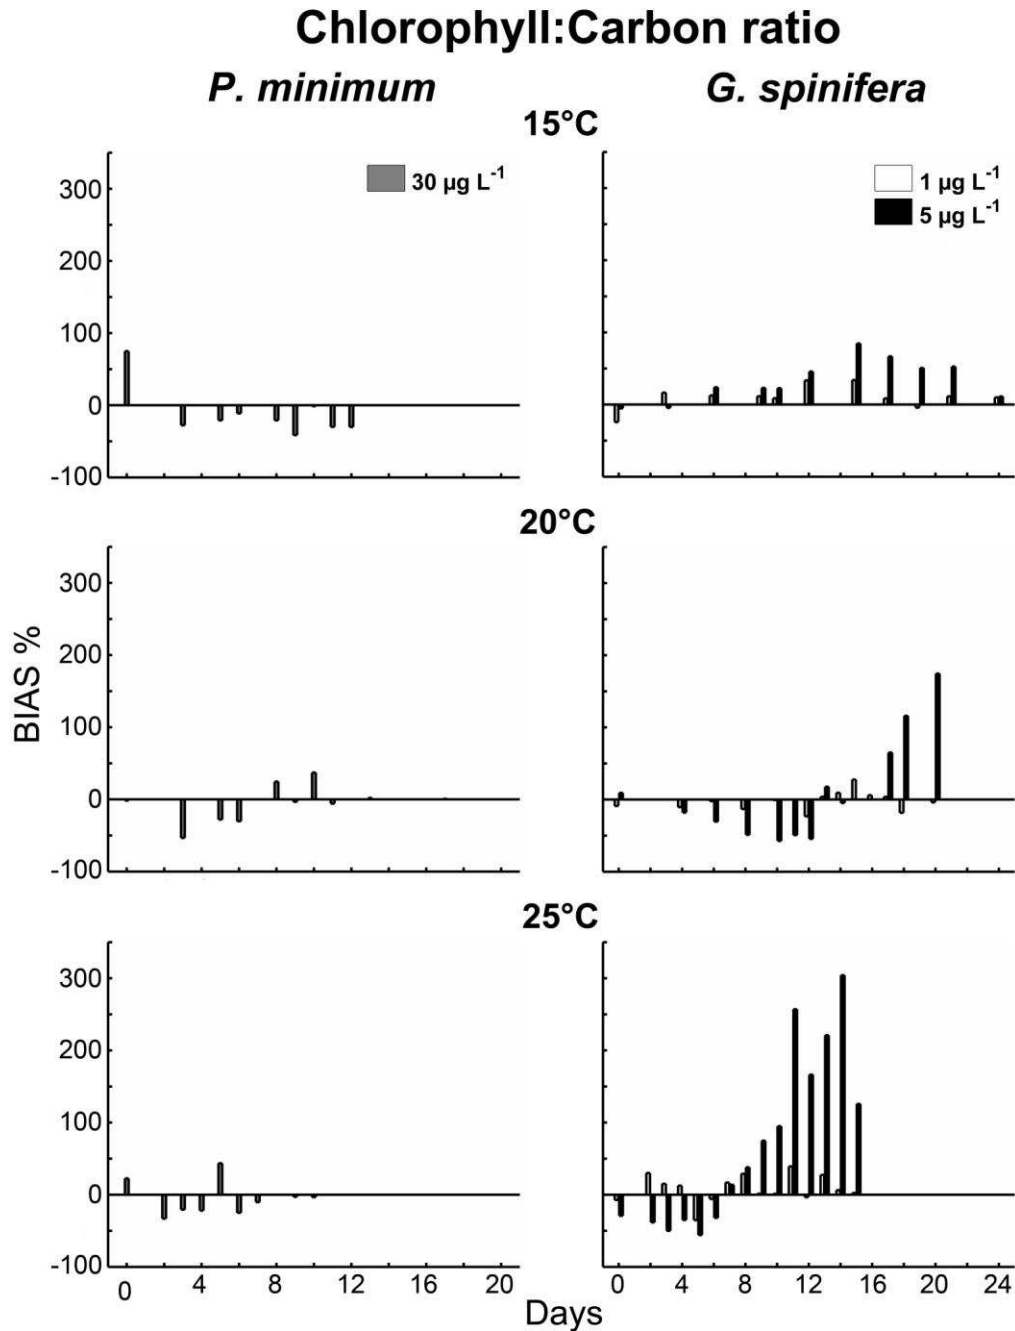 Chlorophyll:Carbon ratio
P. minimum G. spinifera
15°C
300
200
100
0
-100
30 µg L-1
1 µg L-1
5 µg L-1
20°C
300
200
100
0
-100
BIAS %
25°C
300
200
100
0
-100
0 4 8 12 16 20 0 4 8 12 16 20 24
Days